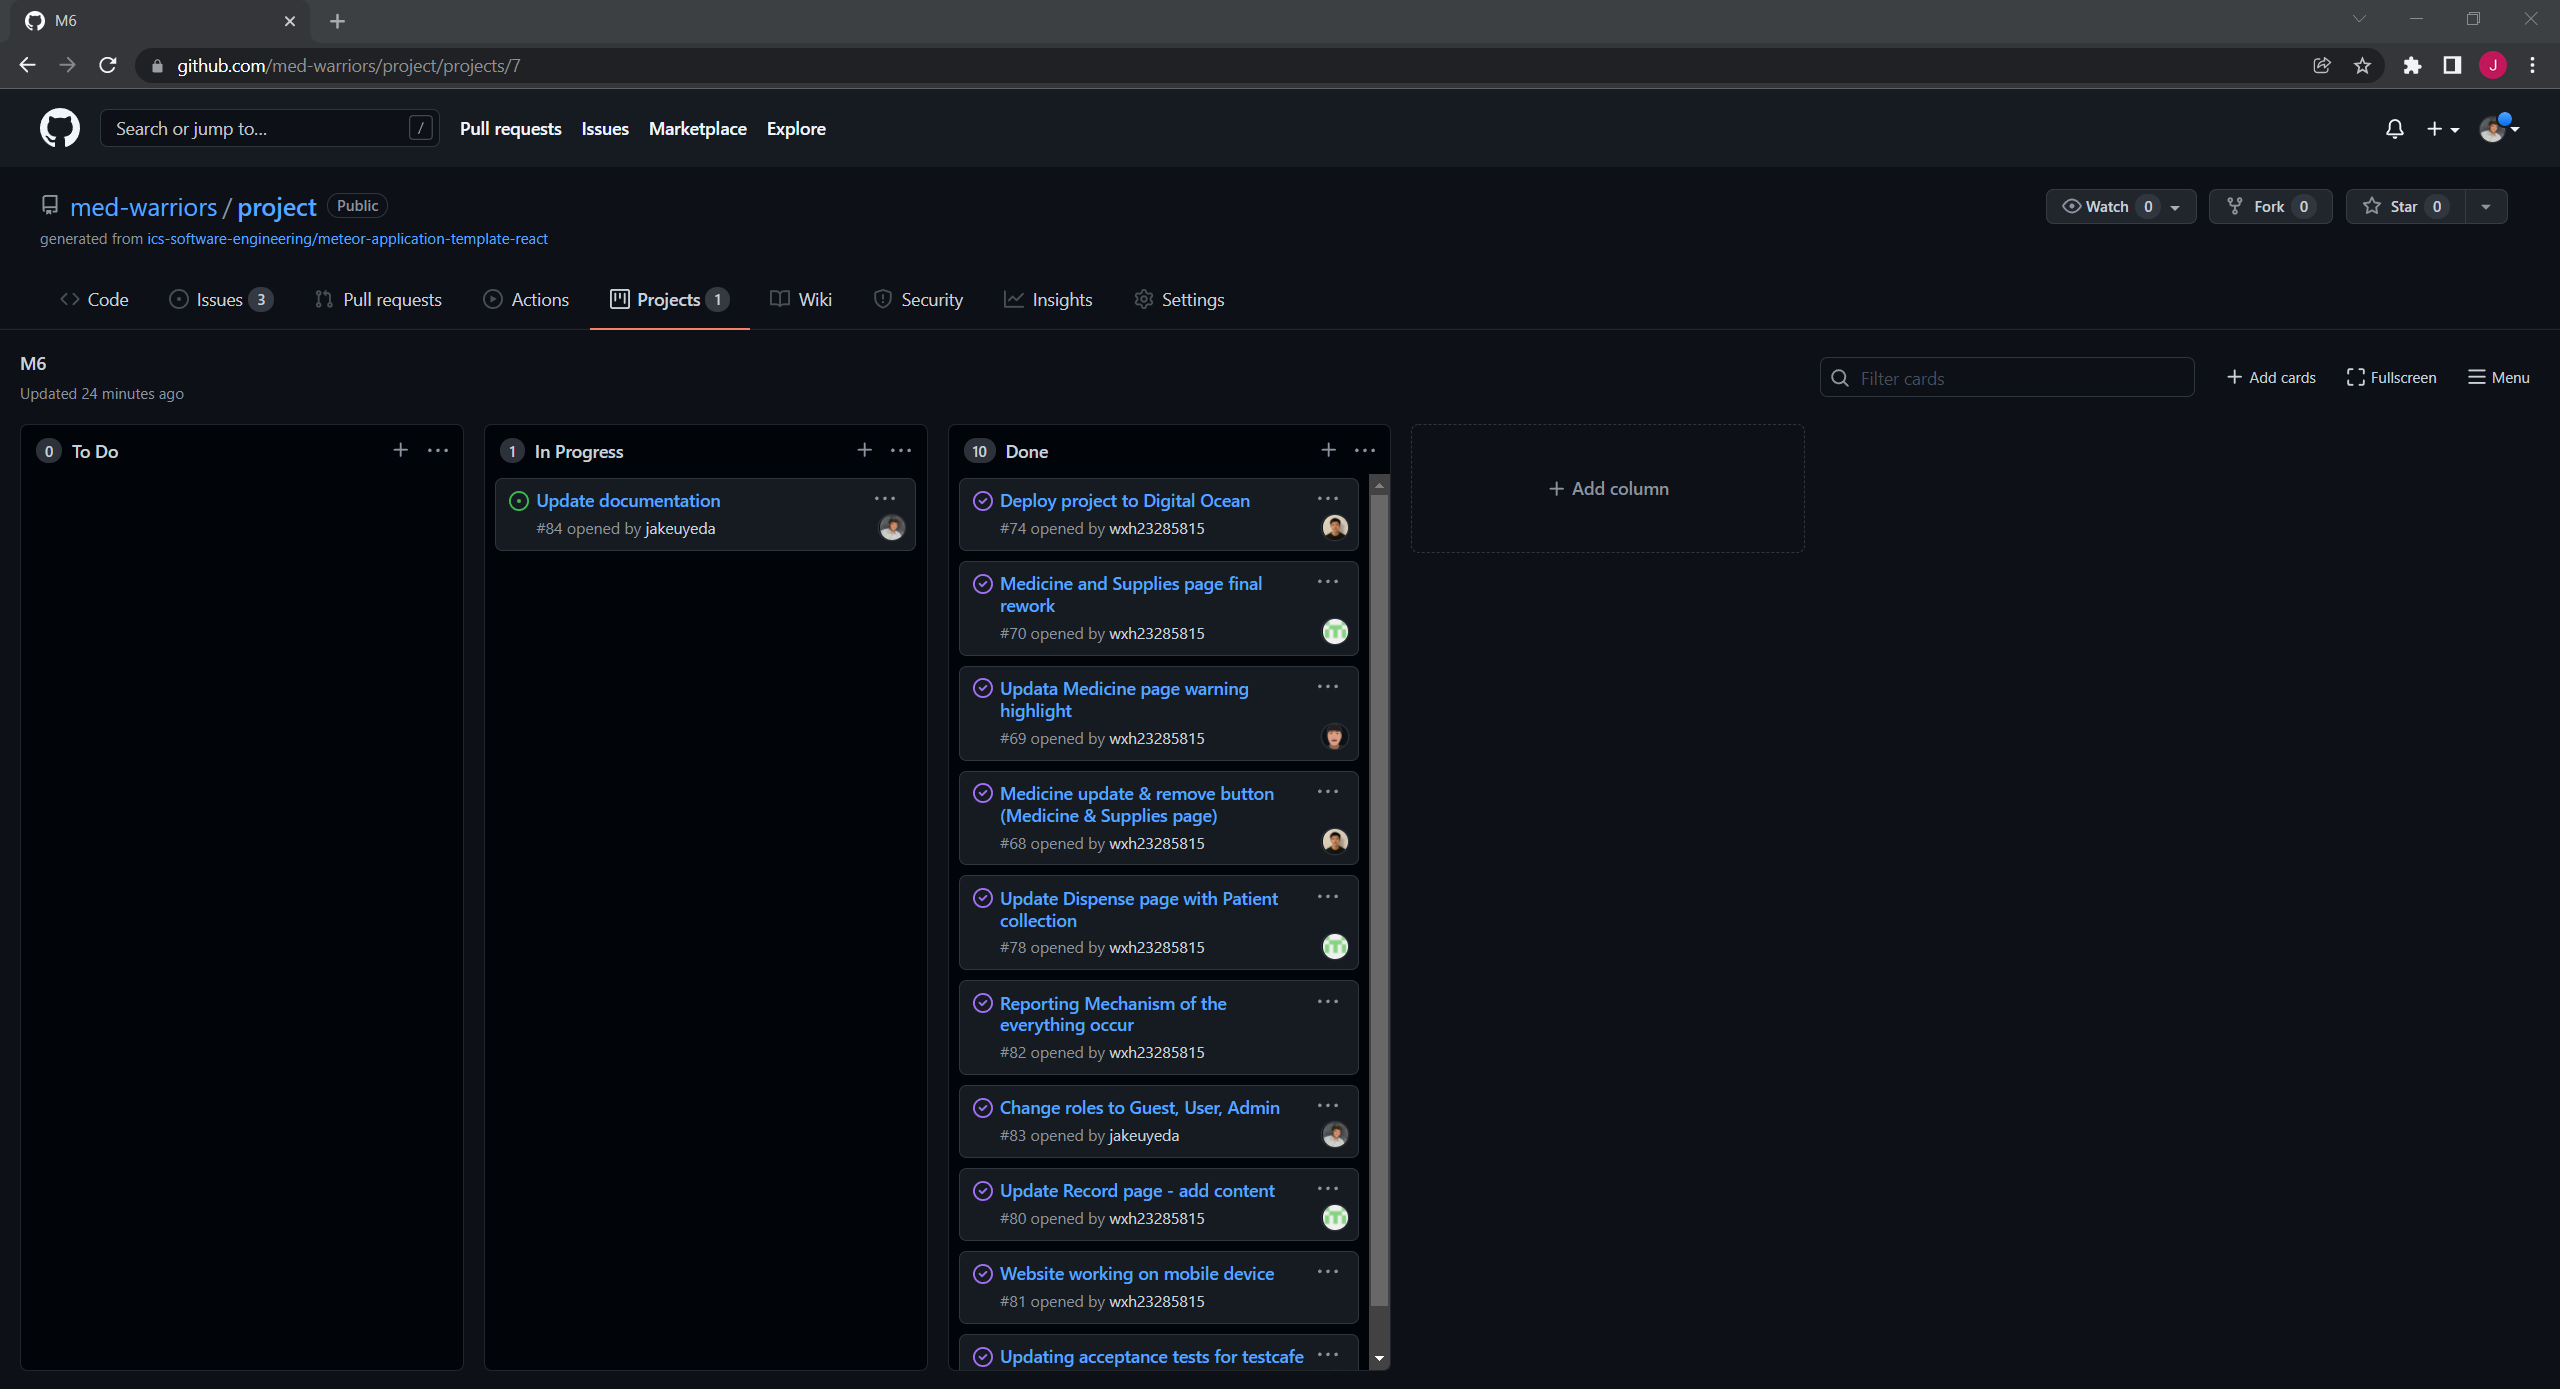 M6
github.com/med-warriors/project/projects/7
J
Search or jump to... /
Pull requests Issues Marketplace Explore
med-warriors / project Public
Watch 0 Fork 0 Star 0
generated from ics-software-engineering/meteor-application-template-react
Code Issues 3 Pull requests Actions Projects 1 Wiki Security Insights Settings
M6
Updated 24 minutes ago
Filter cards
Add cards Fullscreen Menu
0 To Do
1 In Progress
Update documentation
#84 opened by jakeuyeda
10 Done
Deploy project to Digital Ocean
#74 opened by wxh23285815
Medicine and Supplies page final
rework
#70 opened by wxh23285815
Updata Medicine page warning
highlight
#69 opened by wxh23285815
Medicine update & remove button
(Medicine & Supplies page)
#68 opened by wxh23285815
Update Dispense page with Patient
collection
#78 opened by wxh23285815
Reporting Mechanism of the
everything occur
#82 opened by wxh23285815
Change roles to Guest, User, Admin
#83 opened by jakeuyeda
Update Record page - add content
#80 opened by wxh23285815
Website working on mobile device
#81 opened by wxh23285815
Updating acceptance tests for testcafe
Add column